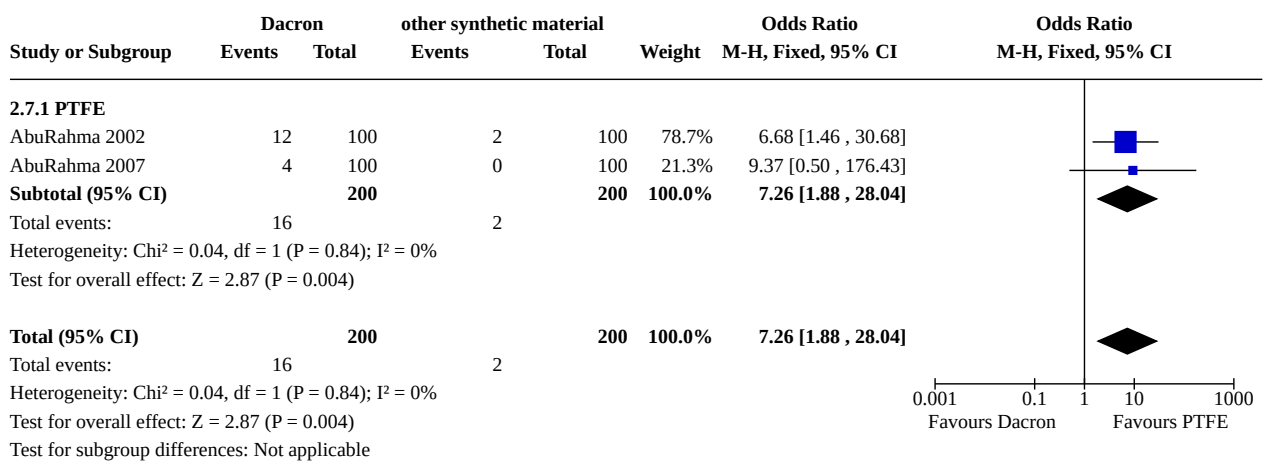 Dacron other synthetic material Odds Ratio Odds Ratio
Study or Subgroup Events Total Events Total Weight M-H, Fixed, 95% CI M-H, Fixed, 95% CI
2.7.1 PTFE
AbuRahma 2002 12 100 2 100 78.7% 6.68 [1.46 , 30.68]
AbuRahma 2007 4 100 0 100 21.3% 9.37 [0.50 , 176.43]
Subtotal (95% CI) 200 200 100.0% 7.26 [1.88 , 28.04]
Total events: 16 2
Heterogeneity: Chi² = 0.04, df = 1 (P = 0.84); I² = 0%
Test for overall effect: Z = 2.87 (P = 0.004)
Total (95% CI) 200 200 100.0% 7.26 [1.88 , 28.04]
Total events: 16 2
Heterogeneity: Chi² = 0.04, df = 1 (P = 0.84); I² = 0%
0.001 0.1 1 10 1000
Test for overall effect: Z = 2.87 (P = 0.004) Favours Dacron Favours PTFE
Test for subgroup differences: Not applicable